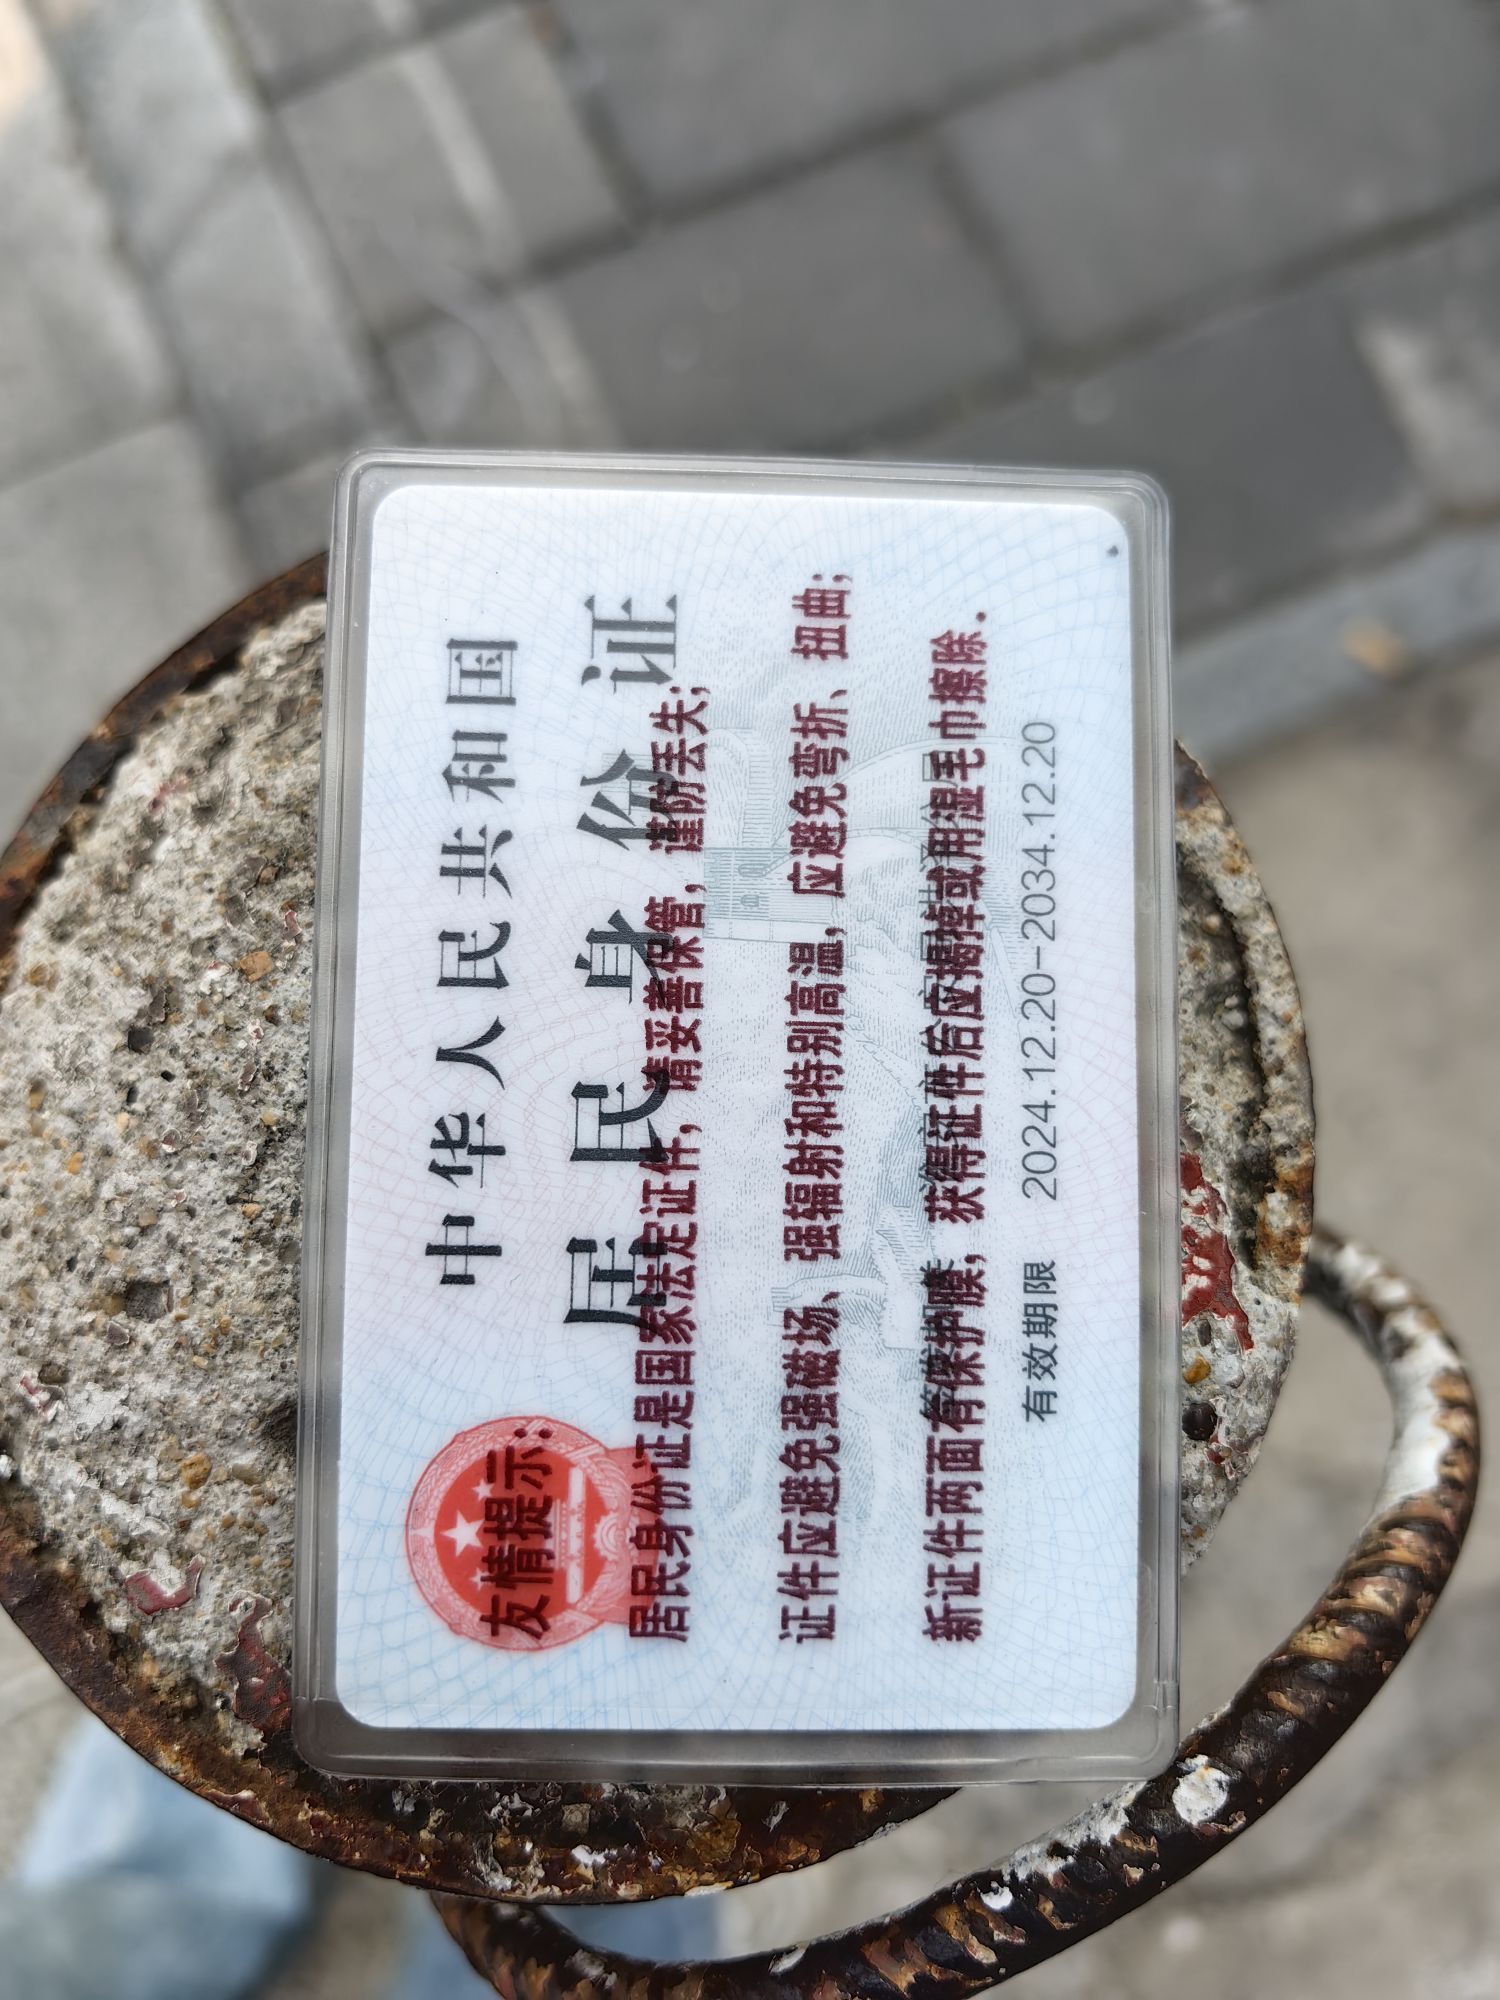 中华人民共和国
居民身份证
友情提示：
居民身份证是国家法定证件，请妥善保管，谨防丢失；
证件应避免强磁场、强辐射和特别高温，应避免弯折、扭曲；
新证件两面有保护膜，获得证件后应揭掉或用湿毛巾擦除.
有效期限 2024.12.20-2034.12.20